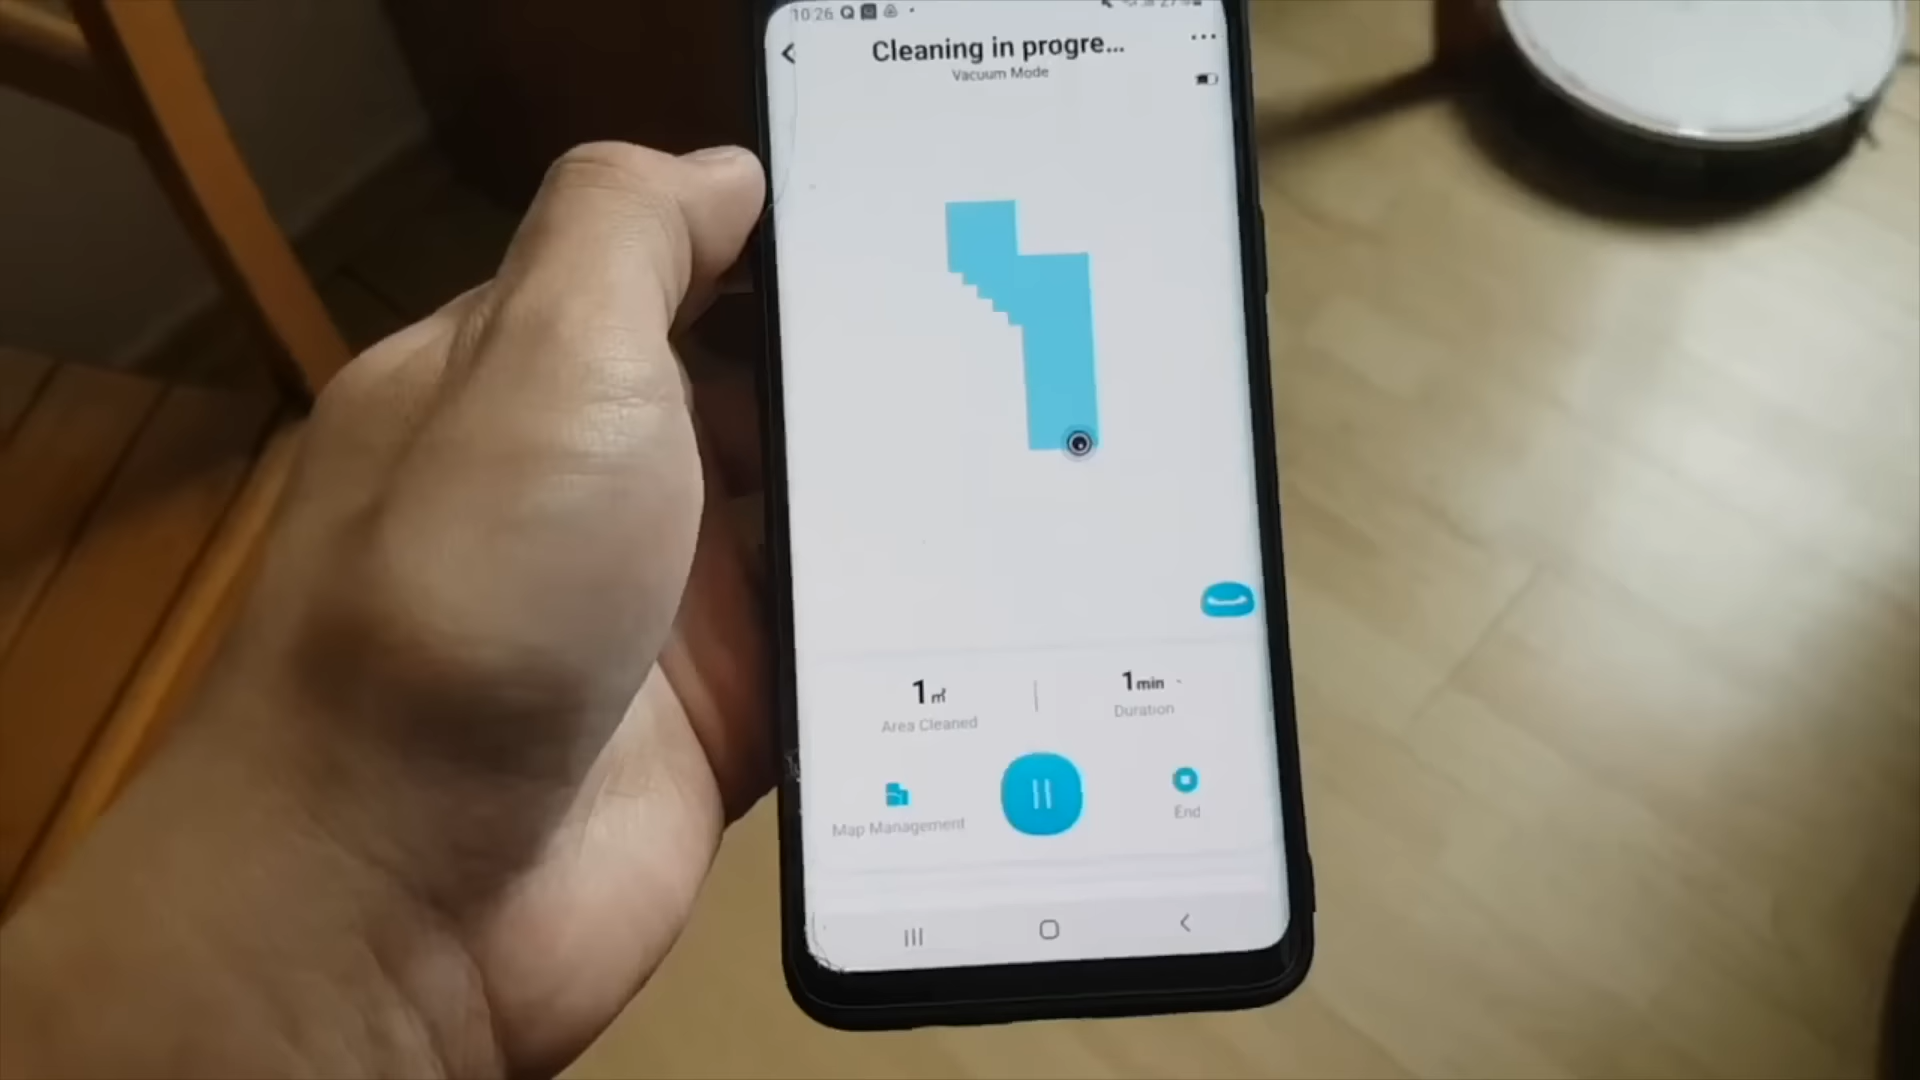 10:26
Cleaning in progre...
Vacuum Mode
1㎡
Area Cleaned
1min
Duration
Map Management
End